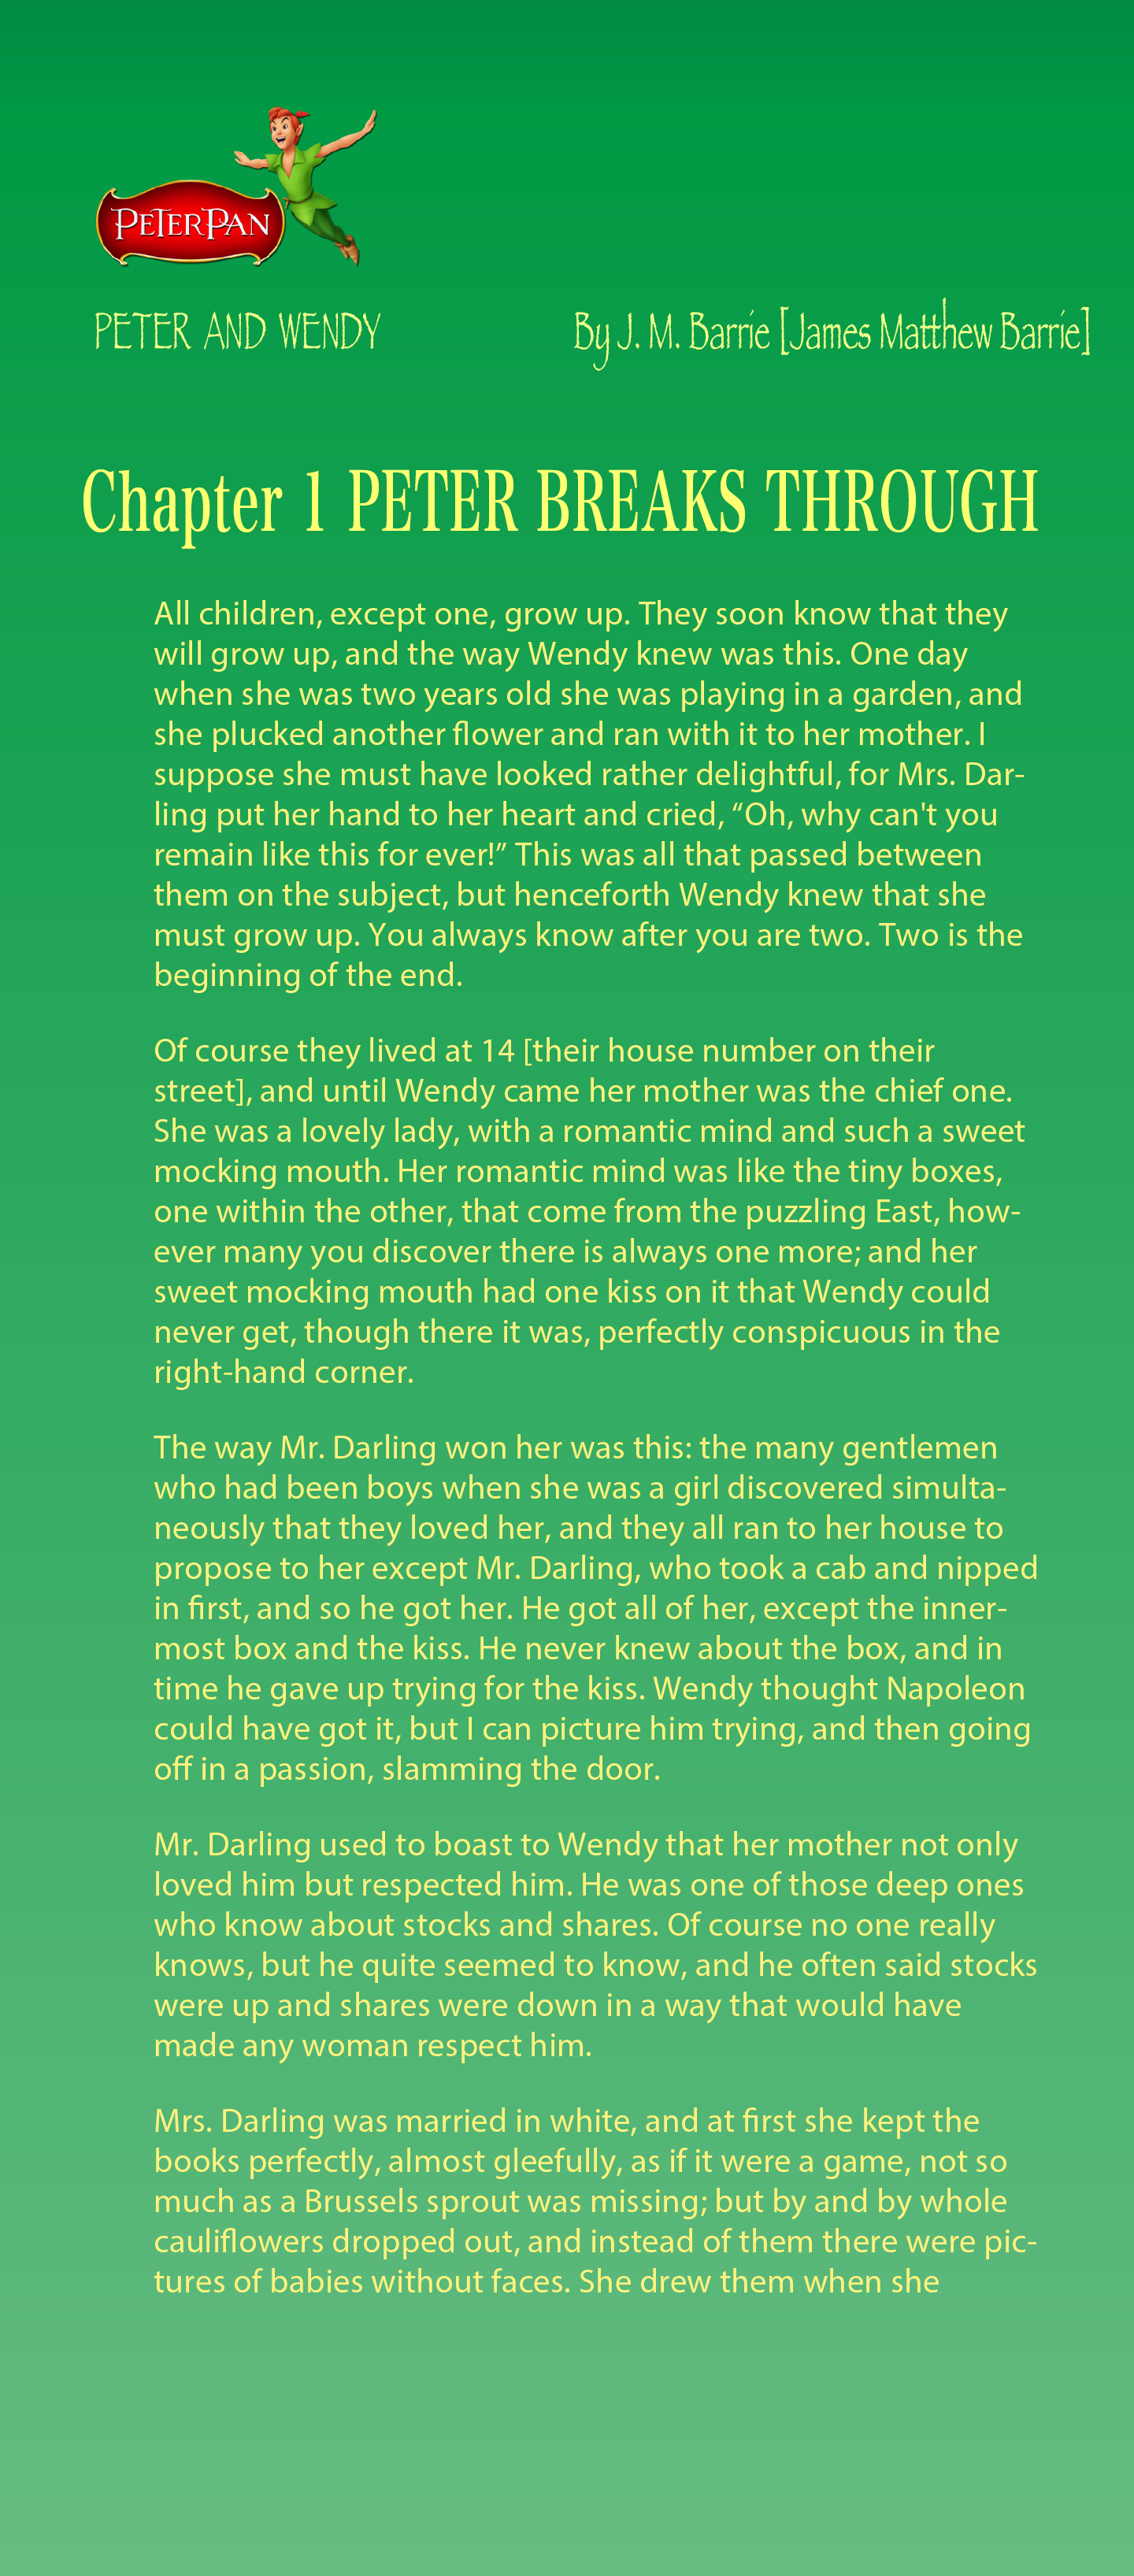 PETER PAN
PETER AND WENDY
By J. M. Barrie [James Matthew Barrie]
Chapter 1 PETER BREAKS THROUGH
All children, except one, grow up. They soon know that they
will grow up, and the way Wendy knew was this. One day
when she was two years old she was playing in a garden, and
she plucked another flower and ran with it to her mother. I
suppose she must have looked rather delightful, for Mrs. Dar-
ling put her hand to her heart and cried, “Oh, why can't you
remain like this for ever!” This was all that passed between
them on the subject, but henceforth Wendy knew that she
must grow up. You always know after you are two. Two is the
beginning of the end.
Of course they lived at 14 [their house number on their
street], and until Wendy came her mother was the chief one.
She was a lovely lady, with a romantic mind and such a sweet
mocking mouth. Her romantic mind was like the tiny boxes,
one within the other, that come from the puzzling East, how-
ever many you discover there is always one more; and her
sweet mocking mouth had one kiss on it that Wendy could
never get, though there it was, perfectly conspicuous in the
right-hand corner.
The way Mr. Darling won her was this: the many gentlemen
who had been boys when she was a girl discovered simulta-
neously that they loved her, and they all ran to her house to
propose to her except Mr. Darling, who took a cab and nipped
in first, and so he got her. He got all of her, except the inner-
most box and the kiss. He never knew about the box, and in
time he gave up trying for the kiss. Wendy thought Napoleon
could have got it, but I can picture him trying, and then going
off in a passion, slamming the door.
Mr. Darling used to boast to Wendy that her mother not only
loved him but respected him. He was one of those deep ones
who know about stocks and shares. Of course no one really
knows, but he quite seemed to know, and he often said stocks
were up and shares were down in a way that would have
made any woman respect him.
Mrs. Darling was married in white, and at first she kept the
books perfectly, almost gleefully, as if it were a game, not so
much as a Brussels sprout was missing; but by and by whole
cauliflowers dropped out, and instead of them there were pic-
tures of babies without faces. She drew them when she